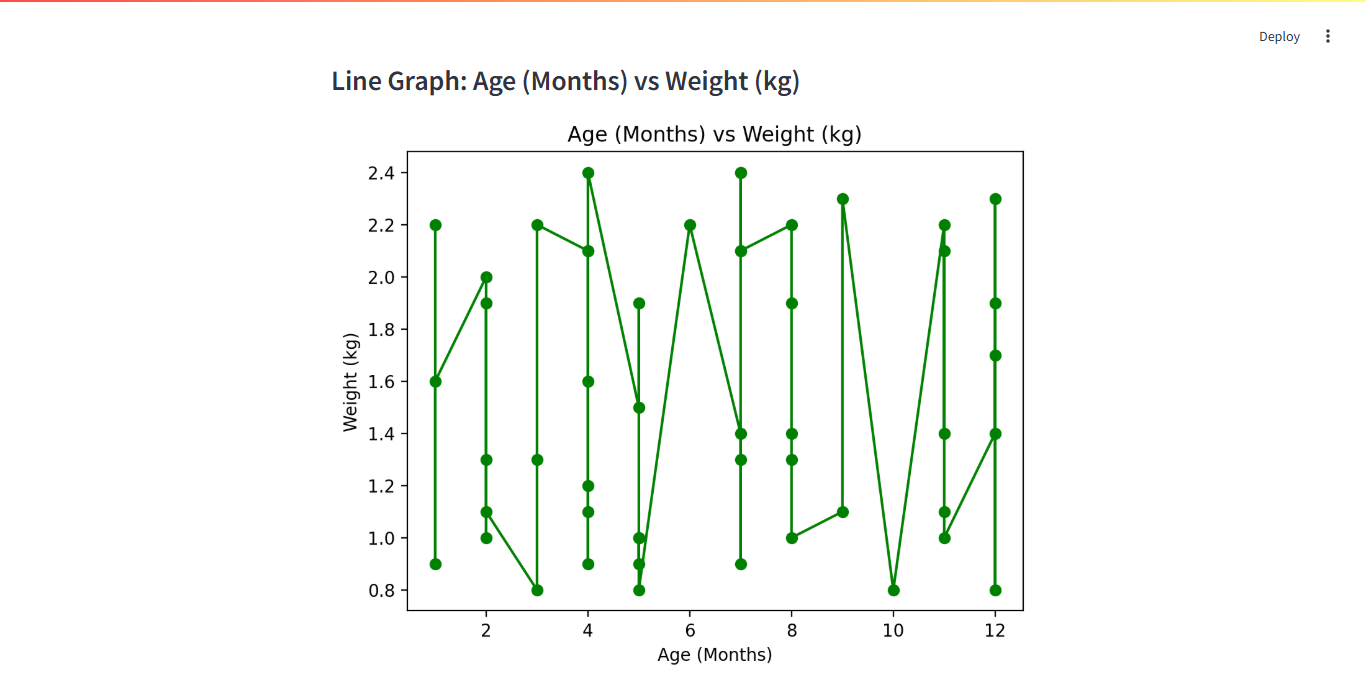 Deploy
Line Graph: Age (Months) vs Weight (kg)
Age (Months) vs Weight (kg)
2.4
2.2
2.0
1.8
1.6
1.4
1.2
1.0
0.8
Weight (kg)
2 4 6 8 10 12
Age (Months)